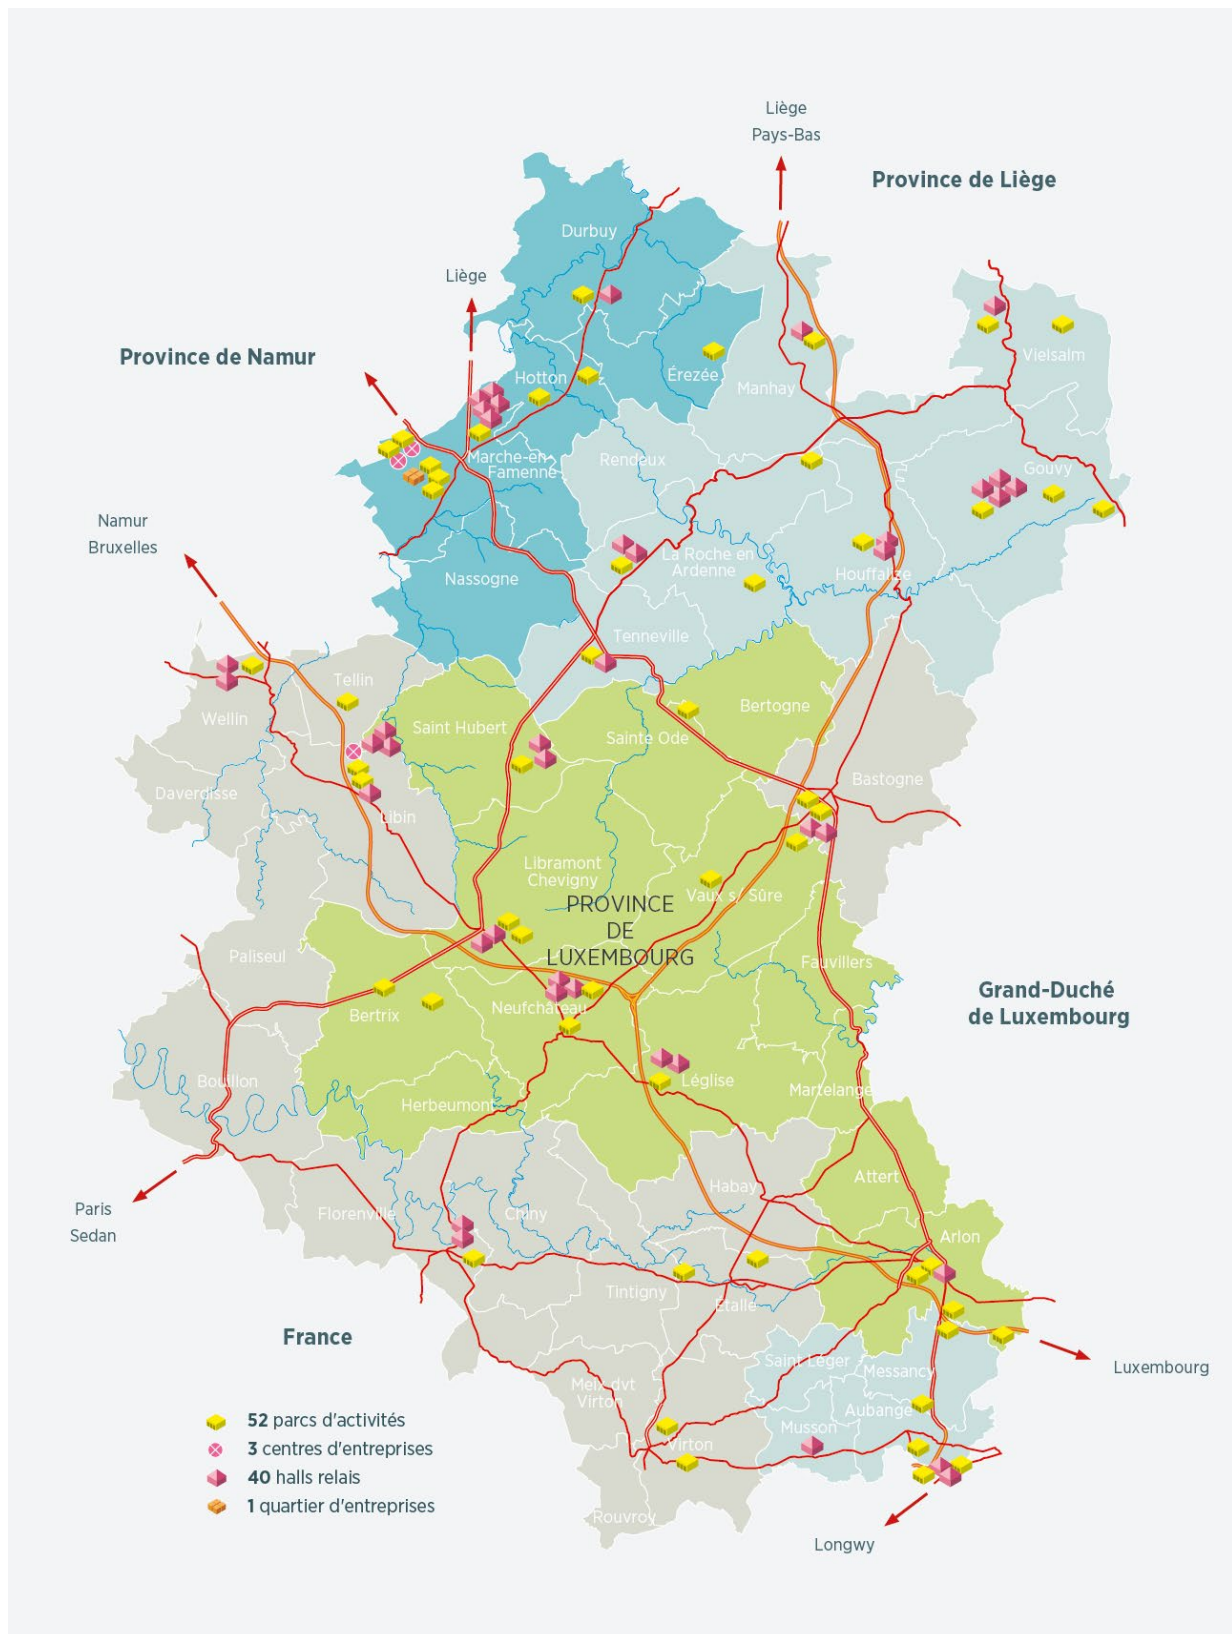 Liège
Pays-Bas
Province de Liège
Durbuy
Liège
Province de Namur
Vielsalm
Hotton
Érezée
Manhay
Marche-en-
Famenne
Rendeux
Gouvy
Namur
Bruxelles
La Roche en
Ardenne
Houffalize
Nassogne
Tenneville
Tellin
Wellin
Saint Hubert
Sainte Ode
Bertogne
Bastogne
Daverdisse
Libin
Libramont
Chevigny
Vaux s/ Sûre
PROVINCE
DE
LUXEMBOURG
Paliseul
Fauvillers
Grand-Duché
de Luxembourg
Neufchâteau
Bertrix
Bouillon
Léglise
Martelange
Herbeumont
Attert
Habay
Paris
Sedan
Florenville
Chiny
Arlon
Tintigny
Etalle
France
Saint Léger
Messancy
Luxembourg
Meix dvt
Virton
Aubange
Musson
Virton
52 parcs d'activités
3 centres d'entreprises
40 halls relais
1 quartier d'entreprises
Rouvroy
Longwy